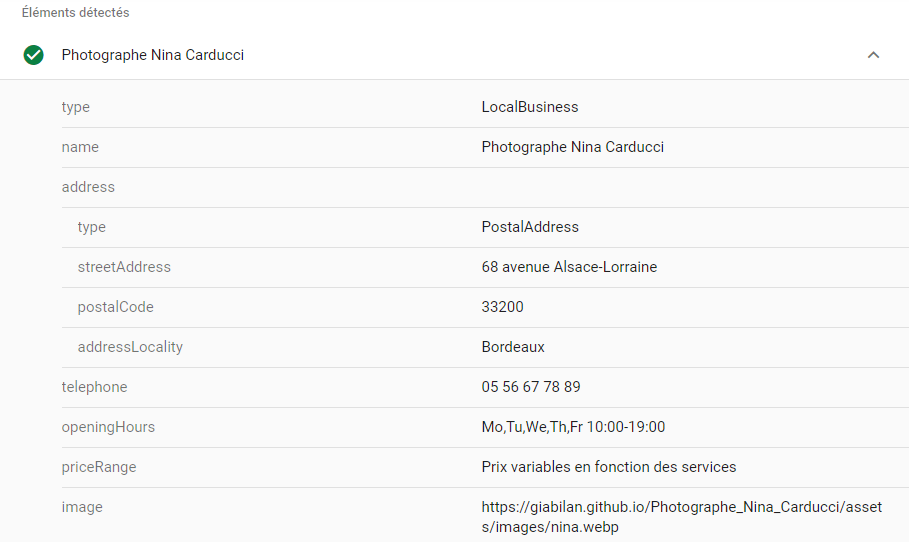 Éléments détectés
Photographe Nina Carducci
type LocalBusiness
name Photographe Nina Carducci
address
type PostalAddress
streetAddress 68 avenue Alsace-Lorraine
postalCode 33200
addressLocality Bordeaux
telephone 05 56 67 78 89
openingHours Mo,Tu,We,Th,Fr 10:00-19:00
priceRange Prix variables en fonction des services
image https://giabilan.github.io/Photographe_Nina_Carducci/asset
s/images/nina.webp